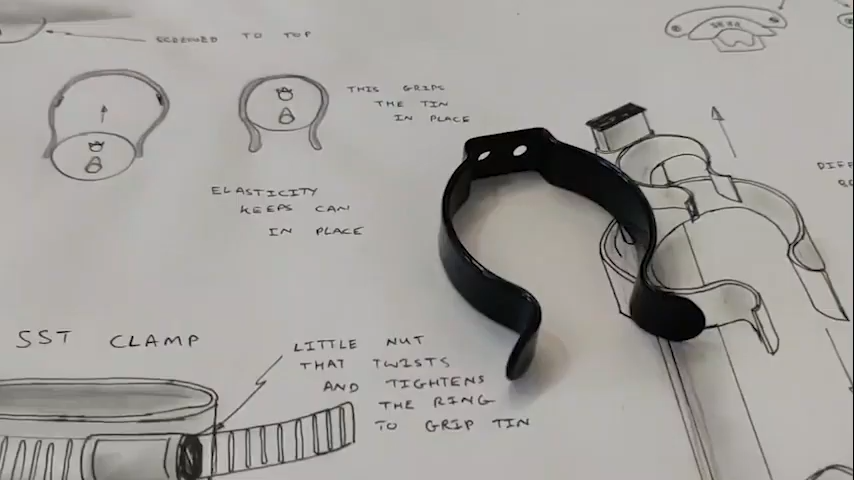 SCREWED TO TOP
THIS GRIPS
THE TIN
IN PLACE
ELASTICITY
KEEPS CAN
IN PLACE
SST CLAMP
LITTLE NUT
THAT TWISTS
AND TIGHTENS
THE RING
TO GRIP TIN